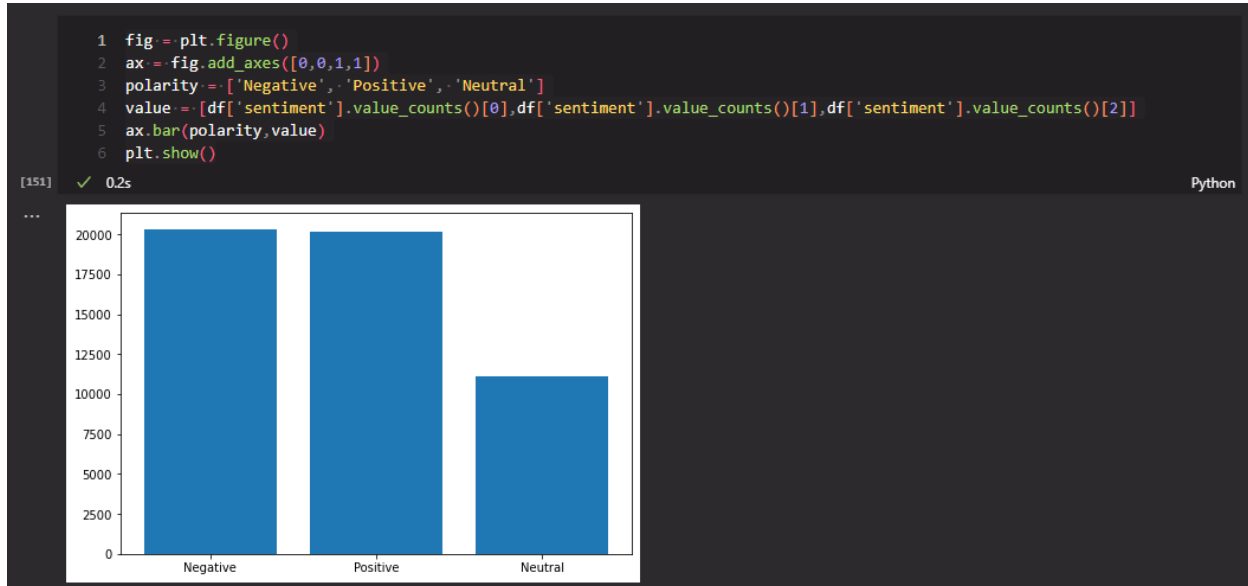 1 fig = plt.figure()
2 ax = fig.add_axes([0,0,1,1])
3 polarity = ['Negative', 'Positive', 'Neutral']
4 value = [df['sentiment'].value_counts()[0],df['sentiment'].value_counts()[1],df['sentiment'].value_counts()[2]]
5 ax.bar(polarity,value)
6 plt.show()
[151] ✓ 0.2s Python
...
20000
17500
15000
12500
10000
7500
5000
2500
0
Negative Positive Neutral